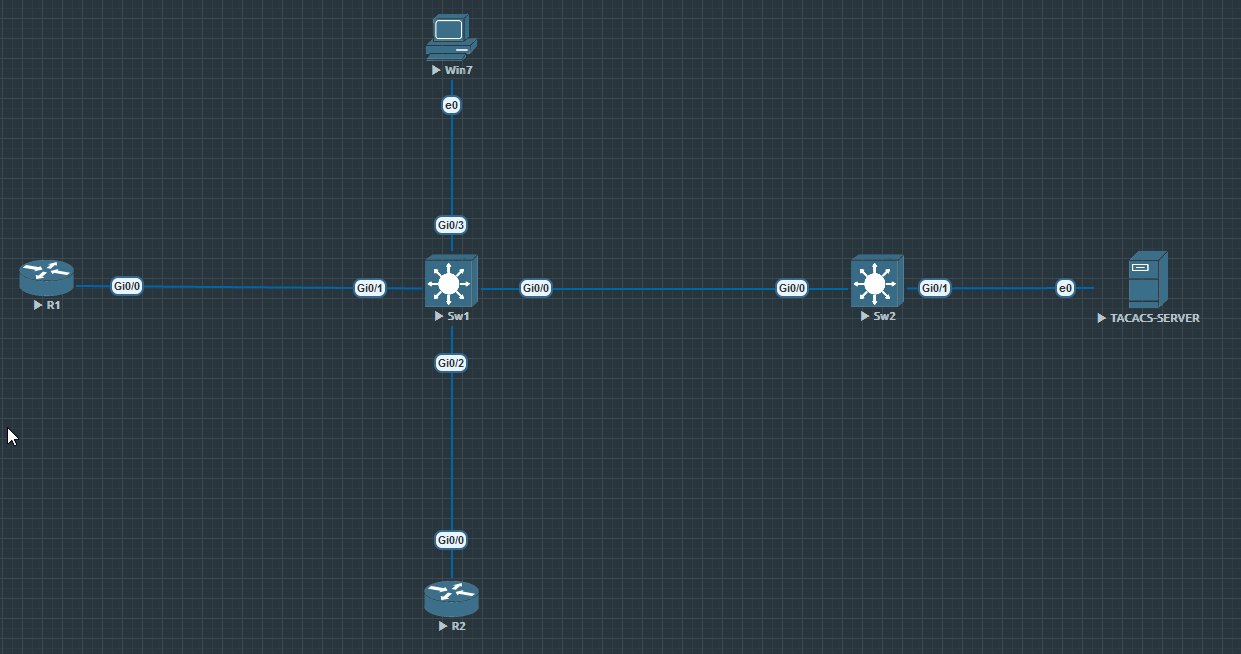 Win7
e0
Gi0/3
R1
Gi0/0
Gi0/1
Sw1
Gi0/0
Gi0/0
Sw2
Gi0/1
e0
TACACS-SERVER
Gi0/2
Gi0/0
R2